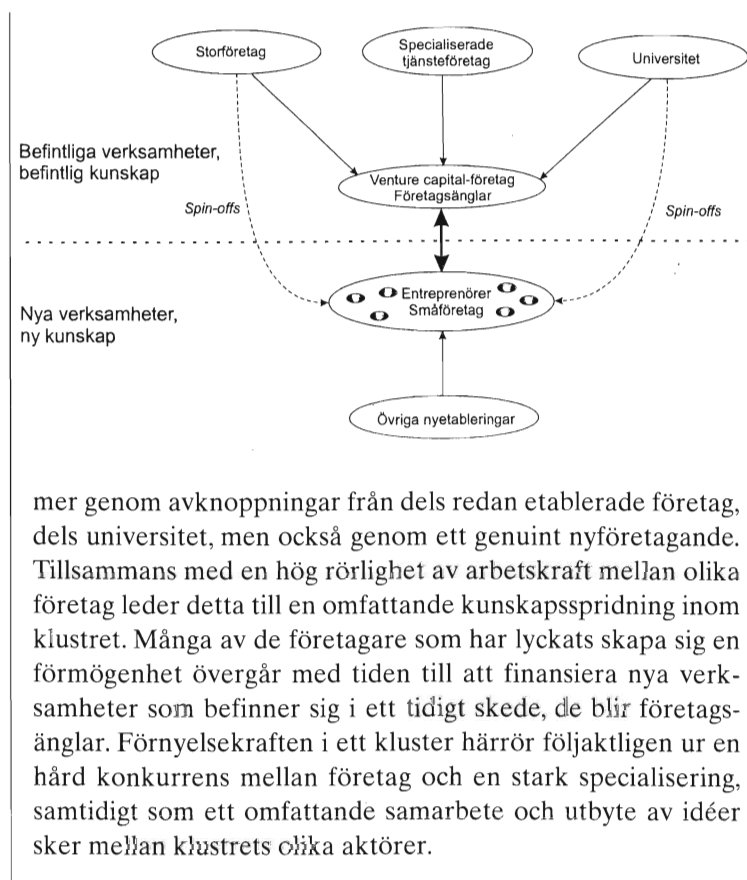 Storföretag
Specialiserade
tjänsteföretag
Universitet
Befintliga verksamheter,
befintlig kunskap
Venture capital-företag
Företagsänglar
Spin-offs
Spin-offs
Nya verksamheter,
ny kunskap
Entreprenörer
Småföretag
Övriga nyetableringar
mer genom avknoppningar från dels redan etablerade företag,
dels universitet, men också genom ett genuint nyföretagande.
Tillsammans med en hög rörlighet av arbetskraft mellan olika
företag leder detta till en omfattande kunskapsspridning inom
klustret. Många av de företagare som har lyckats skapa sig en
förmögenhet övergår med tiden till att finansiera nya verk-
samheter som befinner sig i ett tidigt skede, de blir företags-
änglar. Förnyelsekraften i ett kluster härrör följaktligen ur en
hård konkurrens mellan företag och en stark specialisering,
samtidigt som ett omfattande samarbete och utbyte av idéer
sker mellan klustrets olika aktörer.